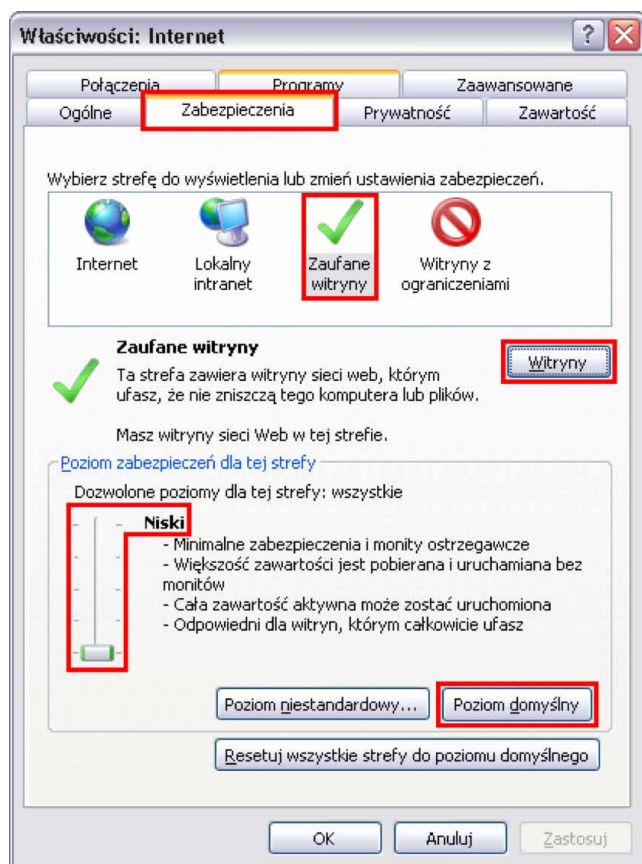 Właściwości: Internet
Połączenia Programy Zaawansowane
Ogólne Zabezpieczenia Prywatność Zawartość
Wybierz strefę do wyświetlenia lub zmień ustawienia zabezpieczeń.
Internet Lokalny intranet Zaufane witryny Witryny z ograniczeniami
Zaufane witryny
Witryny
Ta strefa zawiera witryny sieci web, którym
ufasz, że nie zniszczą tego komputera lub plików.
Masz witryny sieci Web w tej strefie.
Poziom zabezpieczeń dla tej strefy
Dozwolone poziomy dla tej strefy: wszystkie
Niski
- Minimalne zabezpieczenia i monity ostrzegawcze
- Większość zawartości jest pobierana i uruchamiana bez
monitów
- Cała zawartość aktywna może zostać uruchomiona
- Odpowiedni dla witryn, którym całkowicie ufasz
Poziom niestandardowy... Poziom domyślny
Resetuj wszystkie strefy do poziomu domyślnego
OK Anuluj Zastosuj